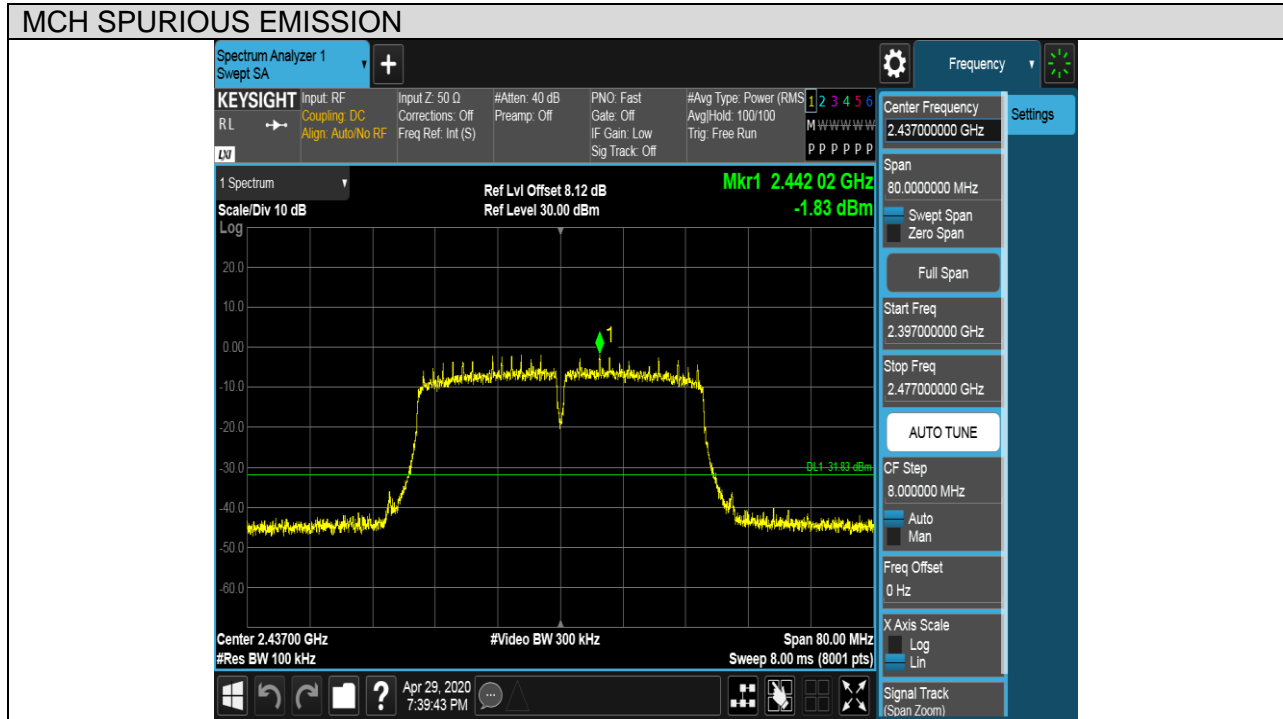 MCH SPURIOUS EMISSION
Spectrum Analyzer 1
Swept SA
+
Frequency
KEYSIGHT
RL
LXI
Input: RF
Coupling: DC
Align: Auto/No RF
Input Z: 50 Ω
Corrections: Off
Freq Ref: Int (S)
#Atten: 40 dB
Preamp: Off
PNO: Fast
Gate: Off
IF Gain: Low
Sig Track: Off
#Avg Type: Power (RMS
Avg|Hold: 100/100
Trig: Free Run
1 2 3 4 5 6
M W W W W W
P P P P P P
1 Spectrum
Scale/Div 10 dB
Log
Ref Lvl Offset 8.12 dB
Ref Level 30.00 dBm
Mkr1 2.442 02 GHz
-1.83 dBm
20.0
10.0
0.00
-10.0
-20.0
-30.0
-40.0
-50.0
-60.0
1
DL1 -31.83 dBm
Center 2.43700 GHz
#Res BW 100 kHz
#Video BW 300 kHz
Span 80.00 MHz
Sweep 8.00 ms (8001 pts)
Center Frequency
2.437000000 GHz
Settings
Span
80.0000000 MHz
Swept Span
Zero Span
Full Span
Start Freq
2.397000000 GHz
Stop Freq
2.477000000 GHz
AUTO TUNE
CF Step
8.000000 MHz
Auto
Man
Freq Offset
0 Hz
X Axis Scale
Log
Lin
Signal Track
(Span Zoom)
?
Apr 29, 2020
7:39:43 PM